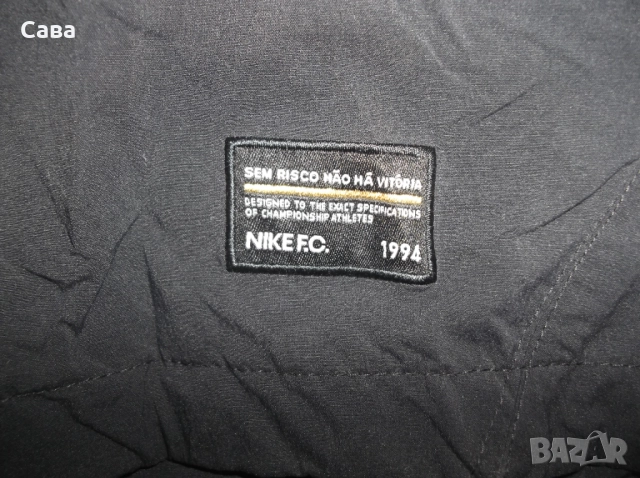 Сава
SEM RISCO NÃO HÁ VITÓRIA
DESIGNED TO THE EXACT SPECIFICATIONS
OF CHAMPIONSHIP ATHLETES
NIKE F.C. 1994
BAZAR